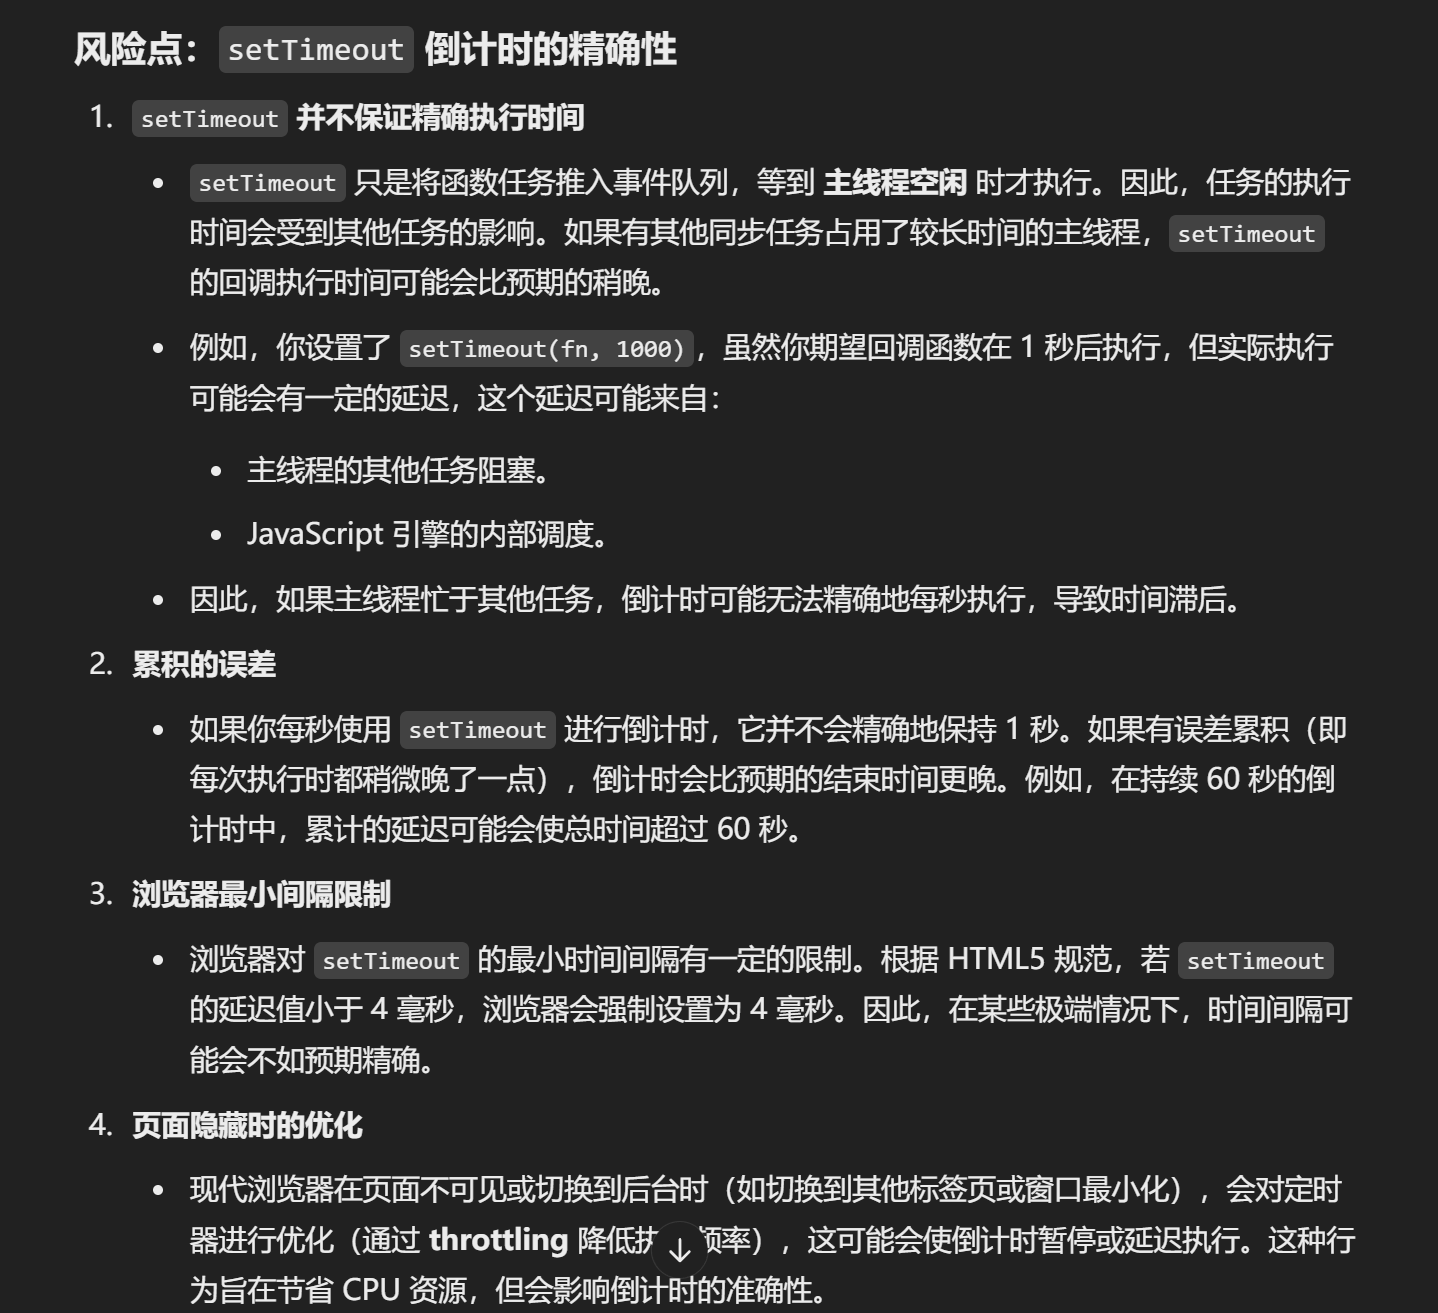 风险点：setTimeout 倒计时的精确性
1. setTimeout 并不保证精确执行时间
• setTimeout 只是将函数任务推入事件队列，等到 主线程空闲 时才执行。因此，任务的执行
时间会受到其他任务的影响。如果有其他同步任务占用了较长时间的主线程，setTimeout
的回调执行时间可能会比预期的稍晚。
• 例如，你设置了 setTimeout(fn, 1000)，虽然你期望回调函数在 1 秒后执行，但实际执行
可能会有一定的延迟，这个延迟可能来自：
• 主线程的其他任务阻塞。
• JavaScript 引擎的内部调度。
• 因此，如果主线程忙于其他任务，倒计时可能无法精确地每秒执行，导致时间滞后。
2. 累积的误差
• 如果你每秒使用 setTimeout 进行倒计时，它并不会精确地保持 1 秒。如果有误差累积（即
每次执行时都稍微晚了一点），倒计时会比预期的结束时间更晚。例如，在持续 60 秒的倒
计时中，累计的延迟可能会使总时间超过 60 秒。
3. 浏览器最小间隔限制
• 浏览器对 setTimeout 的最小时间间隔有一定的限制。根据 HTML5 规范，若 setTimeout
的延迟值小于 4 毫秒，浏览器会强制设置为 4 毫秒。因此，在某些极端情况下，时间间隔可
能会不如预期精确。
4. 页面隐藏时的优化
• 现代浏览器在页面不可见或切换到后台时（如切换到其他标签页或窗口最小化），会对定时
器进行优化（通过 throttling 降低执频率），这可能会使倒计时暂停或延迟执行。这种行
为旨在节省 CPU 资源，但会影响倒计时的准确性。